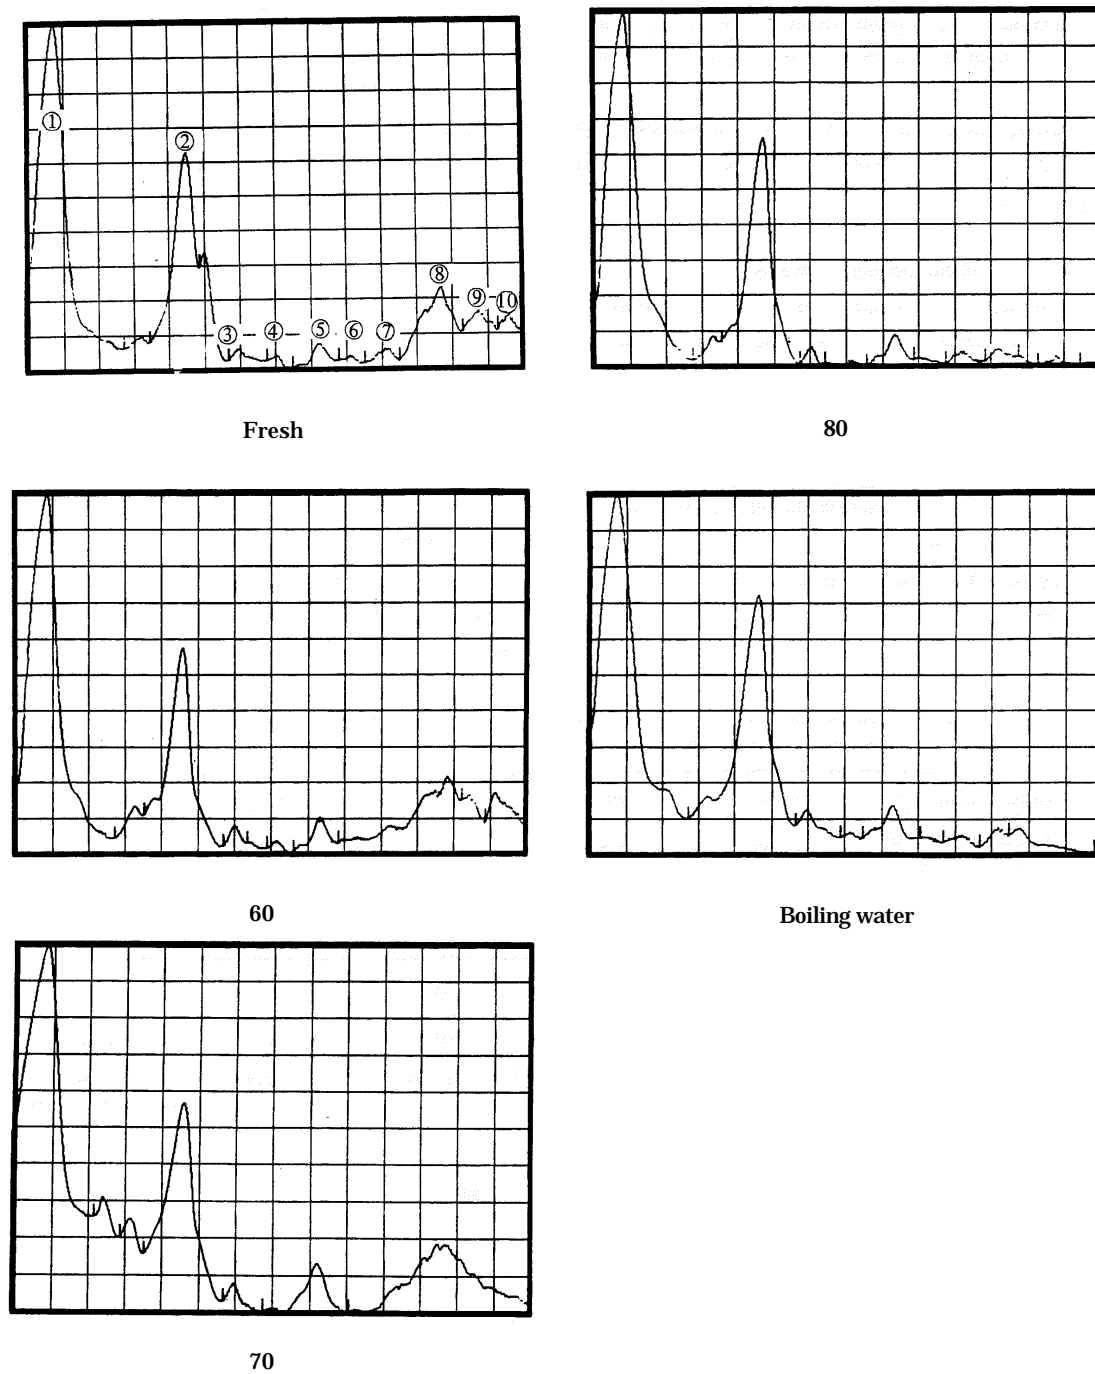 ①
②
③ ④ ⑤ ⑥ ⑦ ⑧ ⑨ ⑩
Fresh
80
60
Boiling water
70